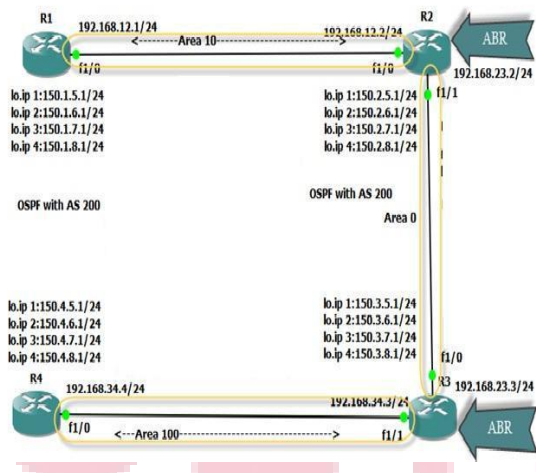 R1
192.168.12.1/24
<----- Area 10 --------------->
192.168.12.2/24
R2
ABR
f1/0
f1/0
192.168.23.2/24
f1/1
lo.ip 1:150.1.5.1/24
lo.ip 2:150.1.6.1/24
lo.ip 3:150.1.7.1/24
lo.ip 4:150.1.8.1/24
lo.ip 1:150.2.5.1/24
lo.ip 2:150.2.6.1/24
lo.ip 3:150.2.7.1/24
lo.ip 4:150.2.8.1/24
OSPF with AS 200
OSPF with AS 200
Area 0
lo.ip 1:150.4.5.1/24
lo.ip 2:150.4.6.1/24
lo.ip 3:150.4.7.1/24
lo.ip 4:150.4.8.1/24
lo.ip 1:150.3.5.1/24
lo.ip 2:150.3.6.1/24
lo.ip 3:150.3.7.1/24
lo.ip 4:150.3.8.1/24
f1/0
R4
192.168.34.4/24
192.168.34.3/24
R3
192.168.23.3/24
f1/0
<---Area 100-------------------->
f1/1
ABR